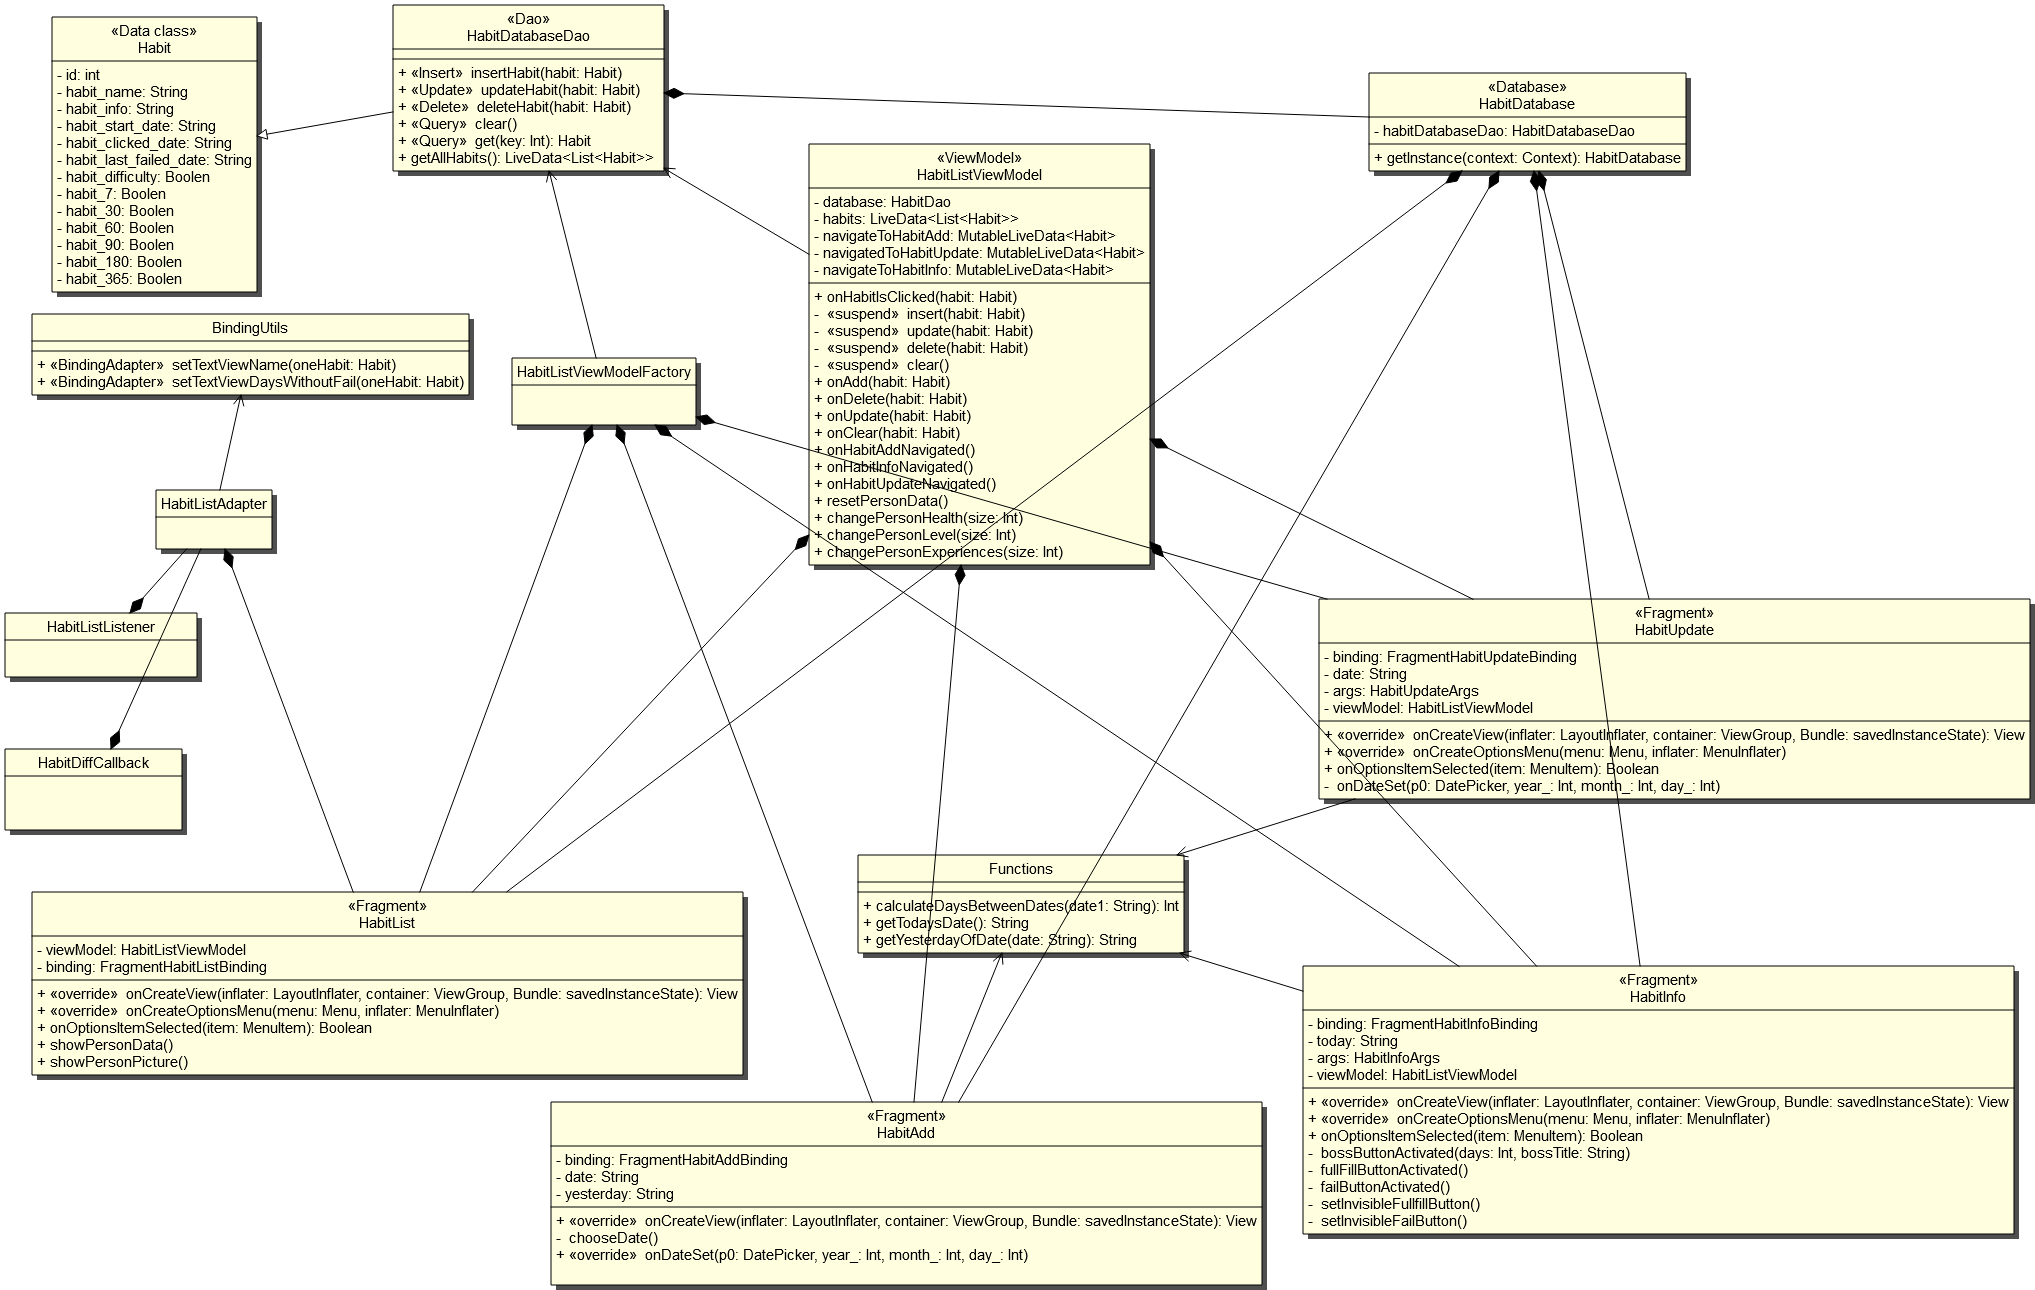 «Data class»
Habit
- id: int
- habit_name: String
- habit_info: String
- habit_start_date: String
- habit_clicked_date: String
- habit_last_failed_date: String
- habit_difficulty: Boolen
- habit_7: Boolen
- habit_30: Boolen
- habit_60: Boolen
- habit_90: Boolen
- habit_180: Boolen
- habit_365: Boolen
«Dao»
HabitDatabaseDao
+ «Insert» insertHabit(habit: Habit)
+ «Update» updateHabit(habit: Habit)
+ «Delete» deleteHabit(habit: Habit)
+ «Query» clear()
+ «Query» get(key: Int): Habit
+ getAllHabits(): LiveData<List<Habit>>
«Database»
HabitDatabase
- habitDatabaseDao: HabitDatabaseDao
+ getInstance(context: Context): HabitDatabase
«ViewModel»
HabitListViewModel
- database: HabitDao
- habits: LiveData<List<Habit>>
- navigateToHabitAdd: MutableLiveData<Habit>
- navigatedToHabitUpdate: MutableLiveData<Habit>
- navigateToHabitInfo: MutableLiveData<Habit>
+ onHabitIsClicked(habit: Habit)
- «suspend» insert(habit: Habit)
- «suspend» update(habit: Habit)
- «suspend» delete(habit: Habit)
- «suspend» clear()
+ onAdd(habit: Habit)
+ onDelete(habit: Habit)
+ onUpdate(habit: Habit)
+ onClear(habit: Habit)
+ onHabitAddNavigated()
+ onHabitInfoNavigated()
+ onHabitUpdateNavigated()
+ resetPersonData()
+ changePersonHealth(size: Int)
+ changePersonLevel(size: Int)
+ changePersonExperiences(size: Int)
BindingUtils
+ «BindingAdapter» setTextViewName(oneHabit: Habit)
+ «BindingAdapter» setTextViewDaysWithoutFail(oneHabit: Habit)
HabitListViewModelFactory
HabitListAdapter
HabitListListener
HabitDiffCallback
«Fragment»
HabitUpdate
- binding: FragmentHabitUpdateBinding
- date: String
- args: HabitUpdateArgs
- viewModel: HabitListViewModel
+ «override» onCreateView(inflater: LayoutInflater, container: ViewGroup, Bundle: savedInstanceState): View
+ «override» onCreateOptionsMenu(menu: Menu, inflater: MenuInflater)
+ onOptionsItemSelected(item: MenuItem): Boolean
- onDateSet(p0: DatePicker, year_: Int, month_: Int, day_: Int)
Functions
+ calculateDaysBetweenDates(date1: String): Int
+ getTodaysDate(): String
+ getYesterdayOfDate(date: String): String
«Fragment»
HabitList
- viewModel: HabitListViewModel
- binding: FragmentHabitListBinding
+ «override» onCreateView(inflater: LayoutInflater, container: ViewGroup, Bundle: savedInstanceState): View
+ «override» onCreateOptionsMenu(menu: Menu, inflater: MenuInflater)
+ onOptionsItemSelected(item: MenuItem): Boolean
+ showPersonData()
+ showPersonPicture()
«Fragment»
HabitInfo
- binding: FragmentHabitInfoBinding
- today: String
- args: HabitInfoArgs
- viewModel: HabitListViewModel
+ «override» onCreateView(inflater: LayoutInflater, container: ViewGroup, Bundle: savedInstanceState): View
+ «override» onCreateOptionsMenu(menu: Menu, inflater: MenuInflater)
+ onOptionsItemSelected(item: MenuItem): Boolean
- bossButtonActivated(days: Int, bossTitle: String)
- fullFillButtonActivated()
- failButtonActivated()
- setInvisibleFullfillButton()
- setInvisibleFailButton()
«Fragment»
HabitAdd
- binding: FragmentHabitAddBinding
- date: String
- yesterday: String
+ «override» onCreateView(inflater: LayoutInflater, container: ViewGroup, Bundle: savedInstanceState): View
- chooseDate()
+ «override» onDateSet(p0: DatePicker, year_: Int, month_: Int, day_: Int)